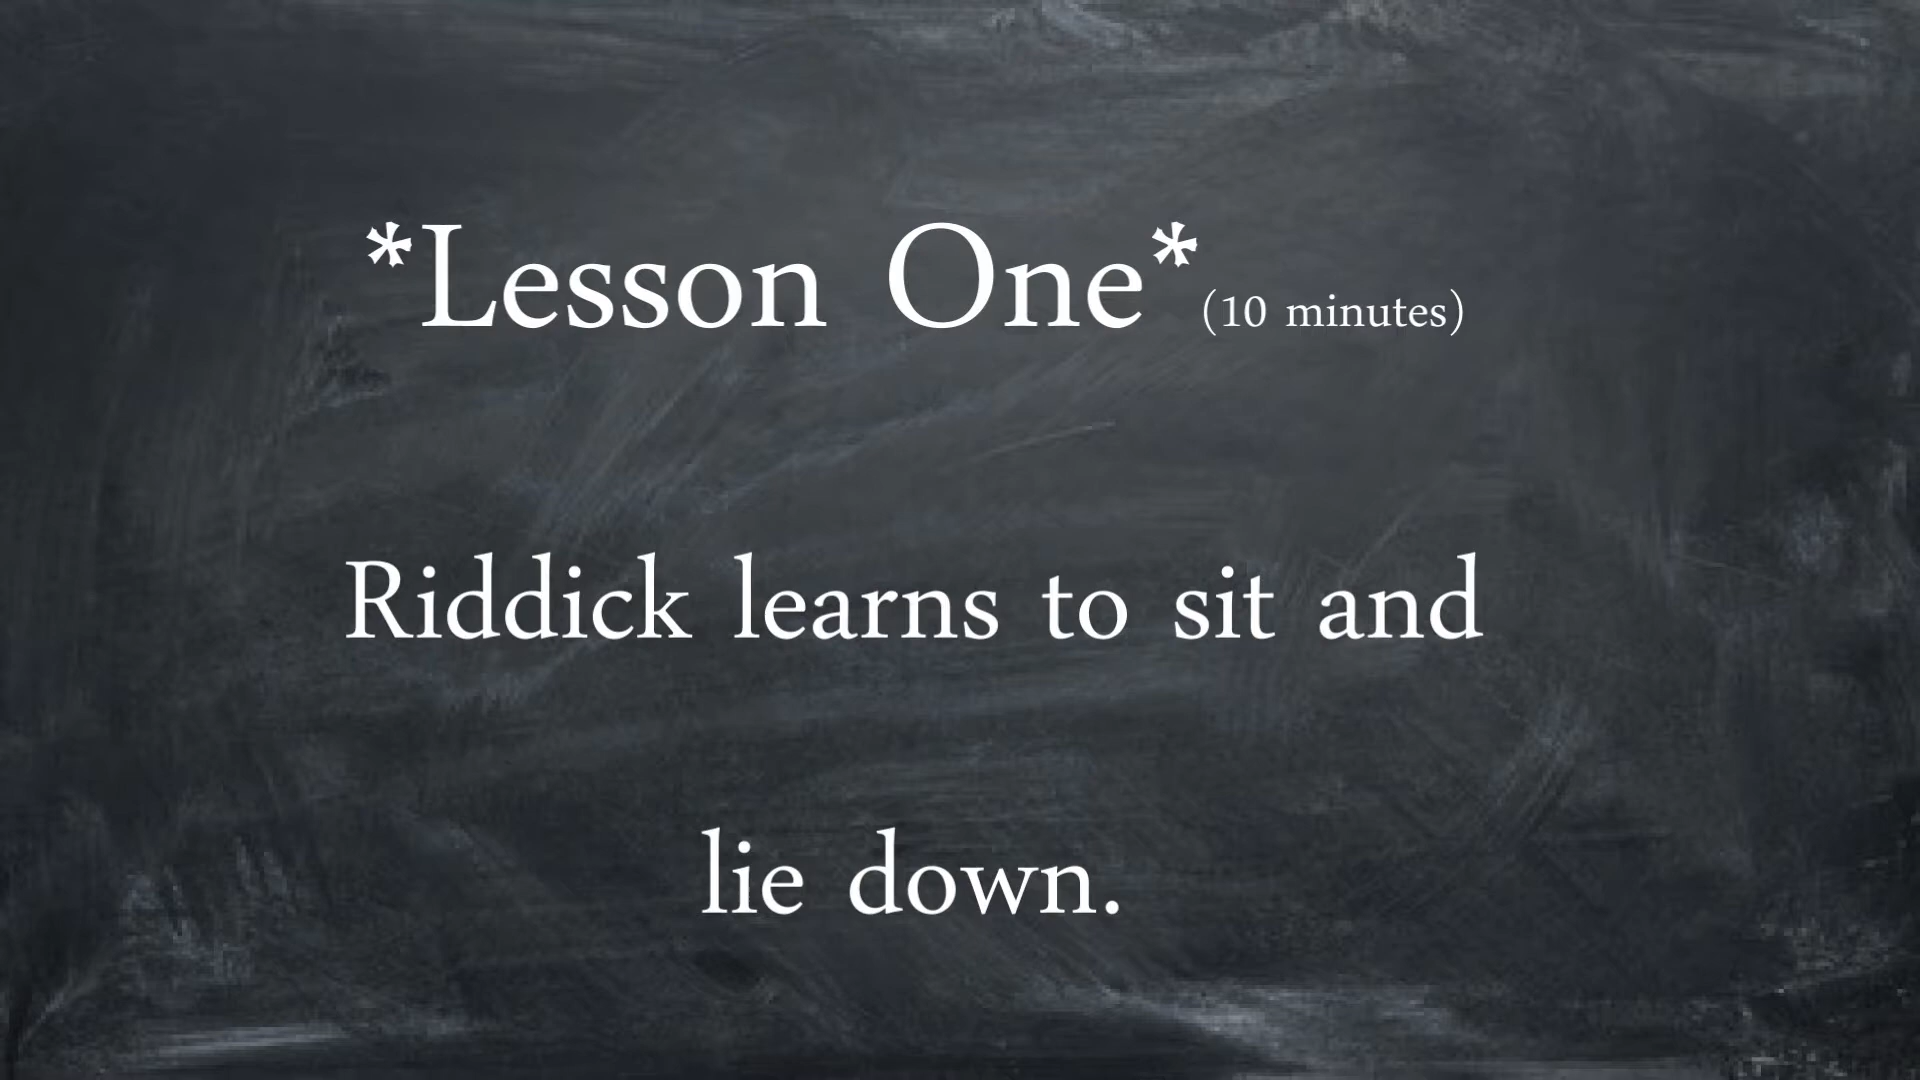 *Lesson One* (10 minutes)
Riddick learns to sit and
lie down.